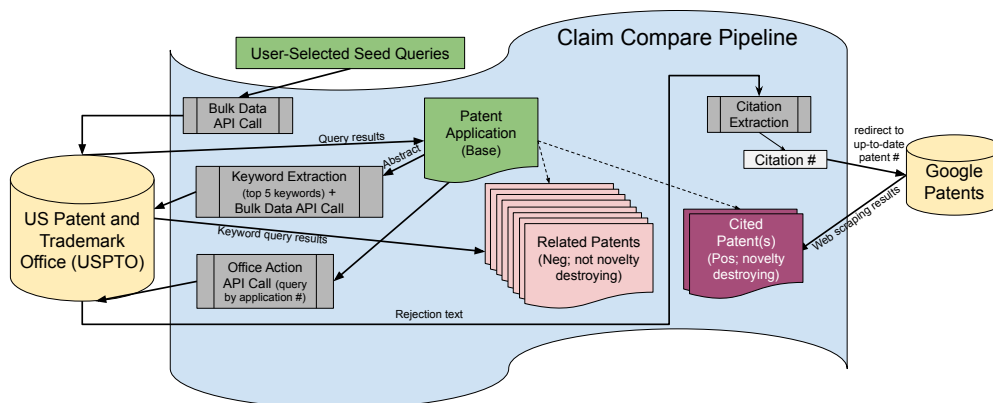 Claim Compare Pipeline
User-Selected Seed Queries
Bulk Data
API Call
Query results
Patent
Application
(Base)
Abstract
Citation
Extraction
Citation #
redirect to
up-to-date
patent #
Google
Patents
Web scraping results
US Patent and
Trademark
Office (USPTO)
Keyword Extraction
(top 5 keywords) +
Bulk Data API Call
Keyword query results
Related Patents
(Neg; not novelty
destroying)
Cited
Patent(s)
(Pos; novelty
destroying)
Office Action
API Call (query
by application #)
Rejection text